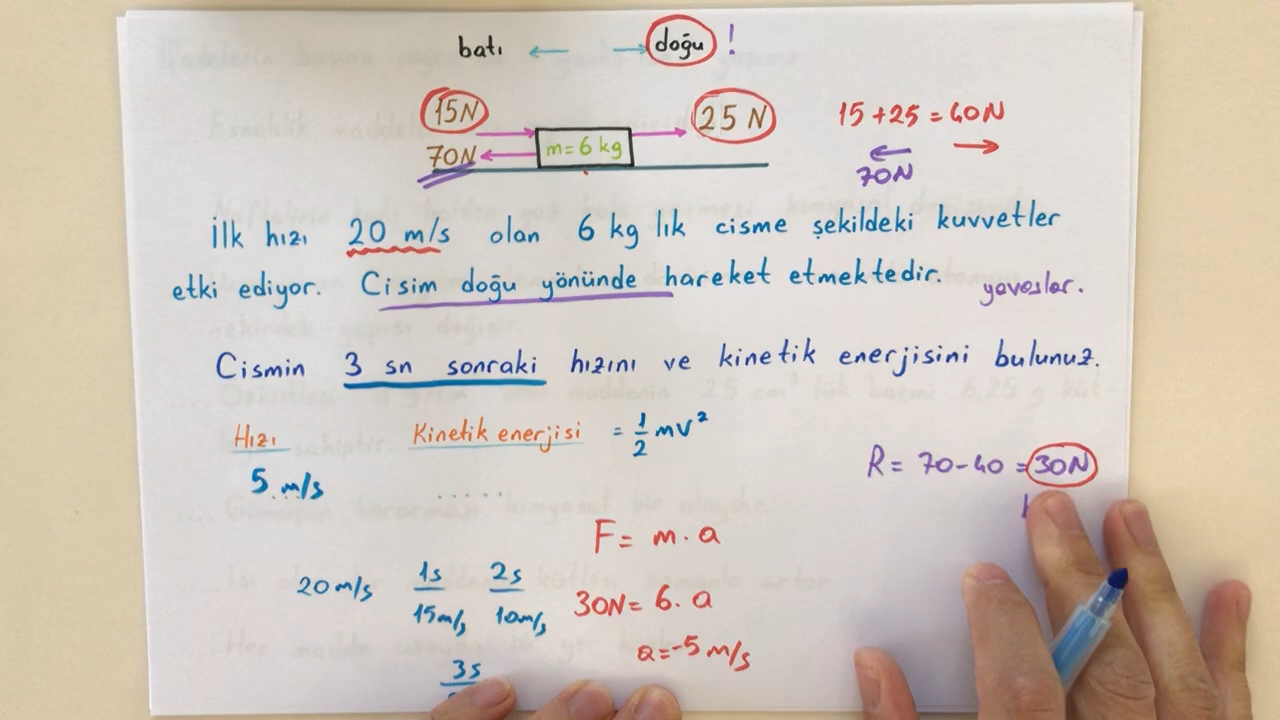 batı ← → doğu !
15N 25 N 15 + 25 = 40N
70N m = 6 kg 70N
İlk hızı 20 m/s olan 6 kg lık cisme şekildeki kuvvetler
etki ediyor. Cisim doğu yönünde hareket etmektedir. yavaşlar.
Cismin 3 sn sonraki hızını ve kinetik enerjisini bulunuz.
Hızı Kinetik enerjisi = 1/2 mv²
5 m/s ..... R = 70-40 = 30N
F = m . a
20 m/s 1s 2s
15m/s 10m/s 30N = 6 . a
3s a = -5 m/s